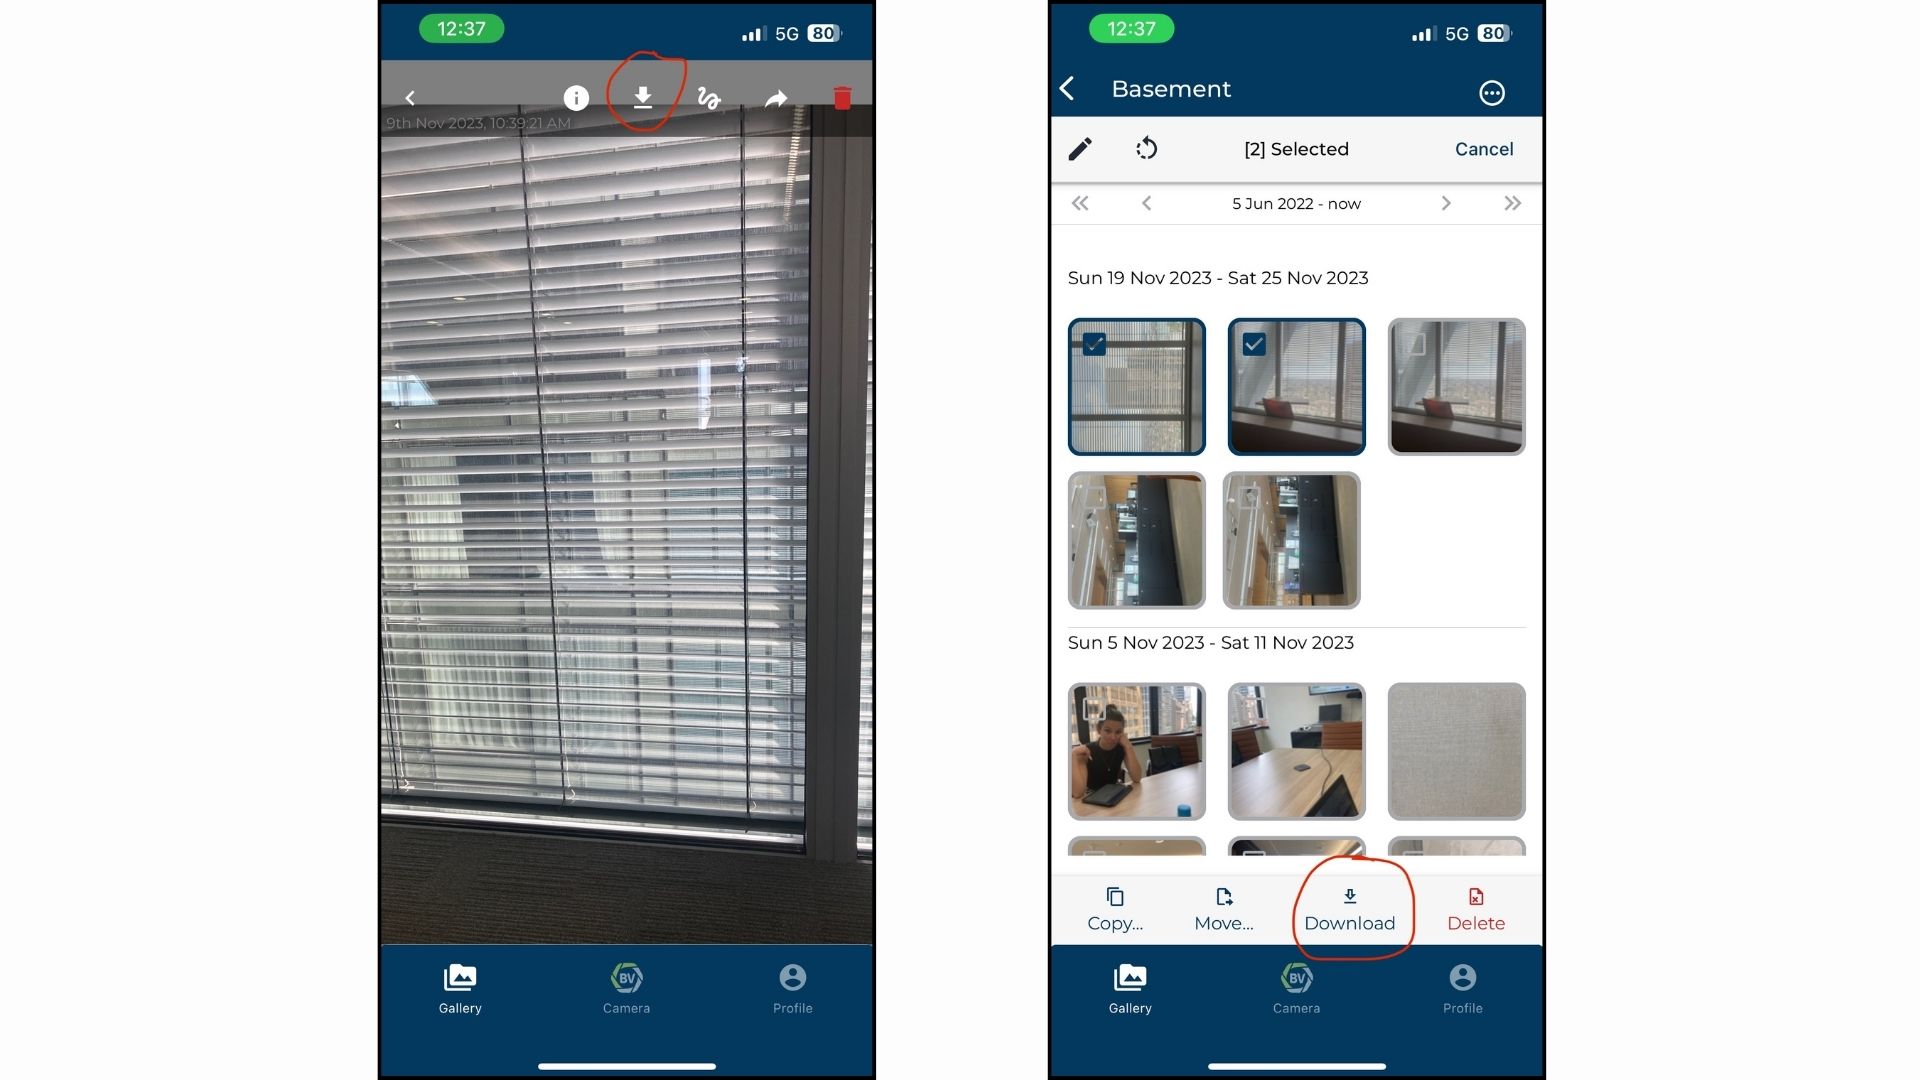 12:37
5G 80
9th Nov 2023, 10:39:21 AM
Gallery
BV
Camera
Profile
12:37
5G 80
Basement
[2] Selected
Cancel
5 Jun 2022 - now
Sun 19 Nov 2023 - Sat 25 Nov 2023
Sun 5 Nov 2023 - Sat 11 Nov 2023
Copy...
Move...
Download
Delete
Gallery
BV
Camera
Profile